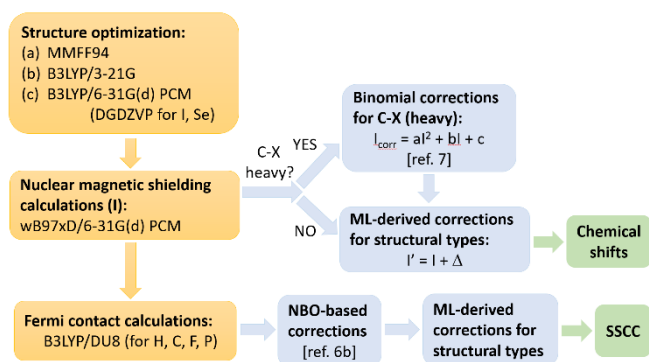 Structure optimization:
(a) MMFF94
(b) B3LYP/3-21G
(c) B3LYP/6-31G(d) PCM
(DGDZVP for I, Se)
Nuclear magnetic shielding
calculations (I):
wB97xD/6-31G(d) PCM
C-X
heavy?
YES
NO
Binomial corrections
for C-X (heavy):
Icorr = aI² + bI + c
[ref. 7]
ML-derived corrections
for structural types:
I’ = I + Δ
Chemical
shifts
Fermi contact calculations:
B3LYP/DU8 (for H, C, F, P)
NBO-based
corrections
[ref. 6b]
ML-derived
corrections for
structural types
SSCC